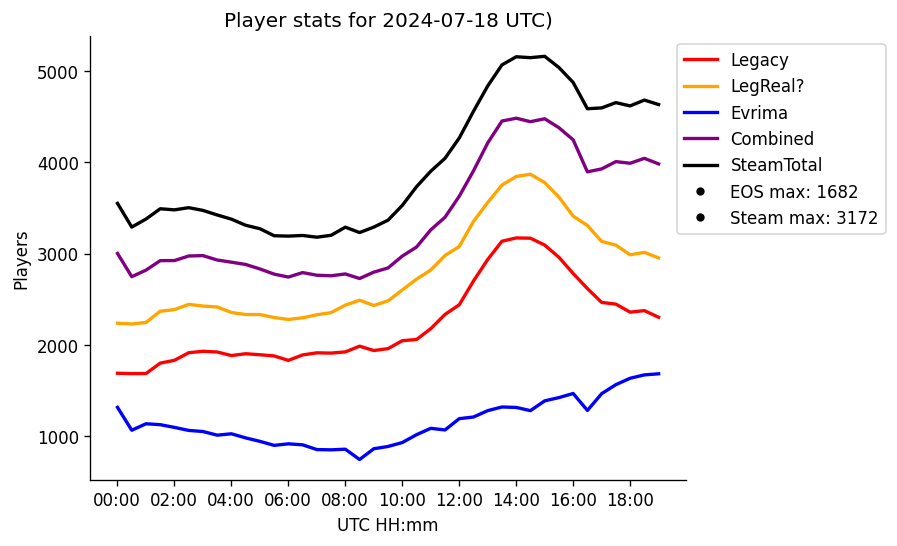 Player stats for 2024-07-18 UTC)
Players
5000
4000
3000
2000
1000
00:00 02:00 04:00 06:00 08:00 10:00 12:00 14:00 16:00 18:00
UTC HH:mm
Legacy
LegReal?
Evrima
Combined
SteamTotal
EOS max: 1682
Steam max: 3172